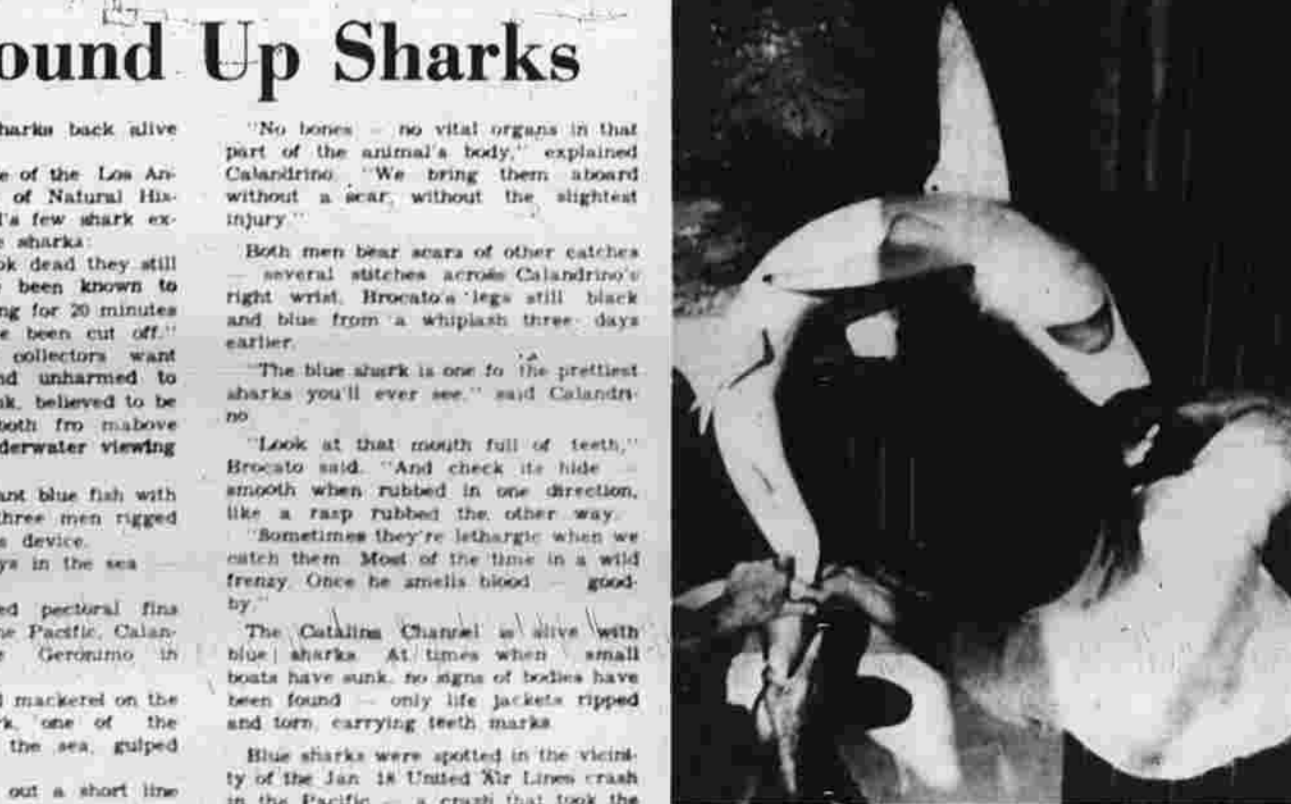 ound Up Sharks
harks back alive
e of the Los An-
of Natural His-
l's few shark ex-
e sharks:
ok dead they still
been known to
ng for 20 minutes
e been cut off."
collectors want
nd unharmed to
nk, believed to be
both fro mabove
derwater viewing
ant blue fish with
three men rigged
s device.
ys in the sea —
ed pectoral fins
he Pacific, Calan-
e Geronimo in
l mackerel on the
rk, one of the
the sea, gulped
out a short line
"No bones — no vital organs in that
part of the animal's body," explained
Calandrino. "We bring them aboard
without a scar, without the slightest
injury."
Both men bear scars of other catches
— several stitches across Calandrino's
right wrist, Brocato's legs still black
and blue from a whiplash three days
earlier.
"The blue shark is one fo the prettiest
sharks you'll ever see," said Calandri-
no
"Look at that mouth full of teeth,"
Brocato said. "And check its hide —
smooth when rubbed in one direction,
like a rasp rubbed the other way.
"Sometimes they're lethargic when we
catch them. Most of the time in a wild
frenzy. Once he smells blood — good-
by."
The Catalina Channel is alive with
blue sharks. At times when small
boats have sunk, no signs of bodies have
been found — only life jackets ripped
and torn, carrying teeth marks
Blue sharks were spotted in the vicini-
ty of the Jan 18 United Air Lines crash
in the Pacific — a crash that took the